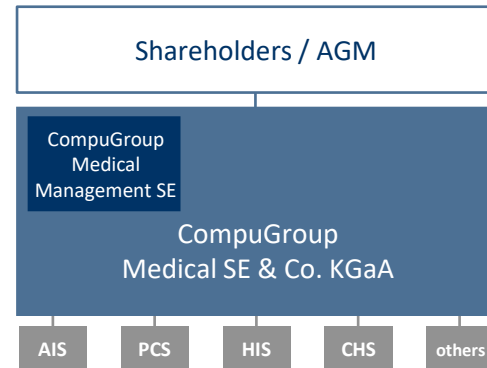 Shareholders / AGM
CompuGroup
Medical
Management SE
CompuGroup
Medical SE & Co. KGaA
AIS
PCS
HIS
CHS
others